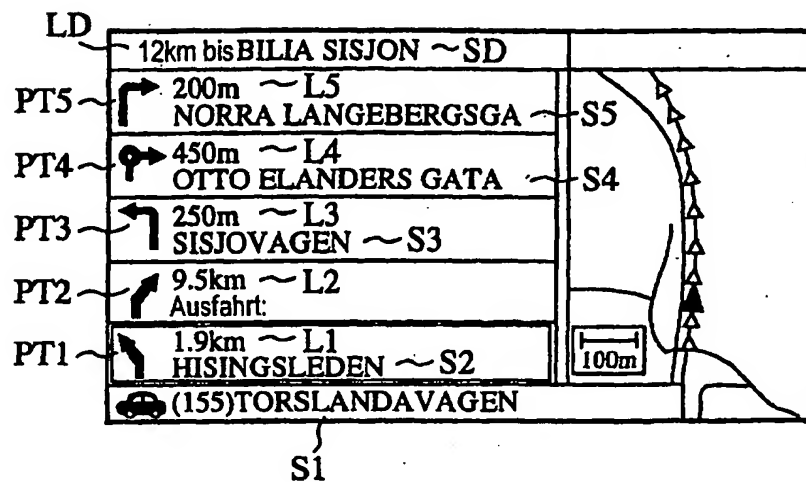 LD
12km bis BILIA SISJON ~SD
PT5 200m ~L5
NORRA LANGEBERGSGA ~S5
PT4 450m ~L4
OTTO ELANDERS GATA ~S4
PT3 250m ~L3
SISJOVAGEN ~S3
PT2 9.5km ~L2
Ausfahrt:
PT1 1.9km ~L1
HISINGSLEDEN ~S2
100m
(155)TORSLANDAVAGEN
S1